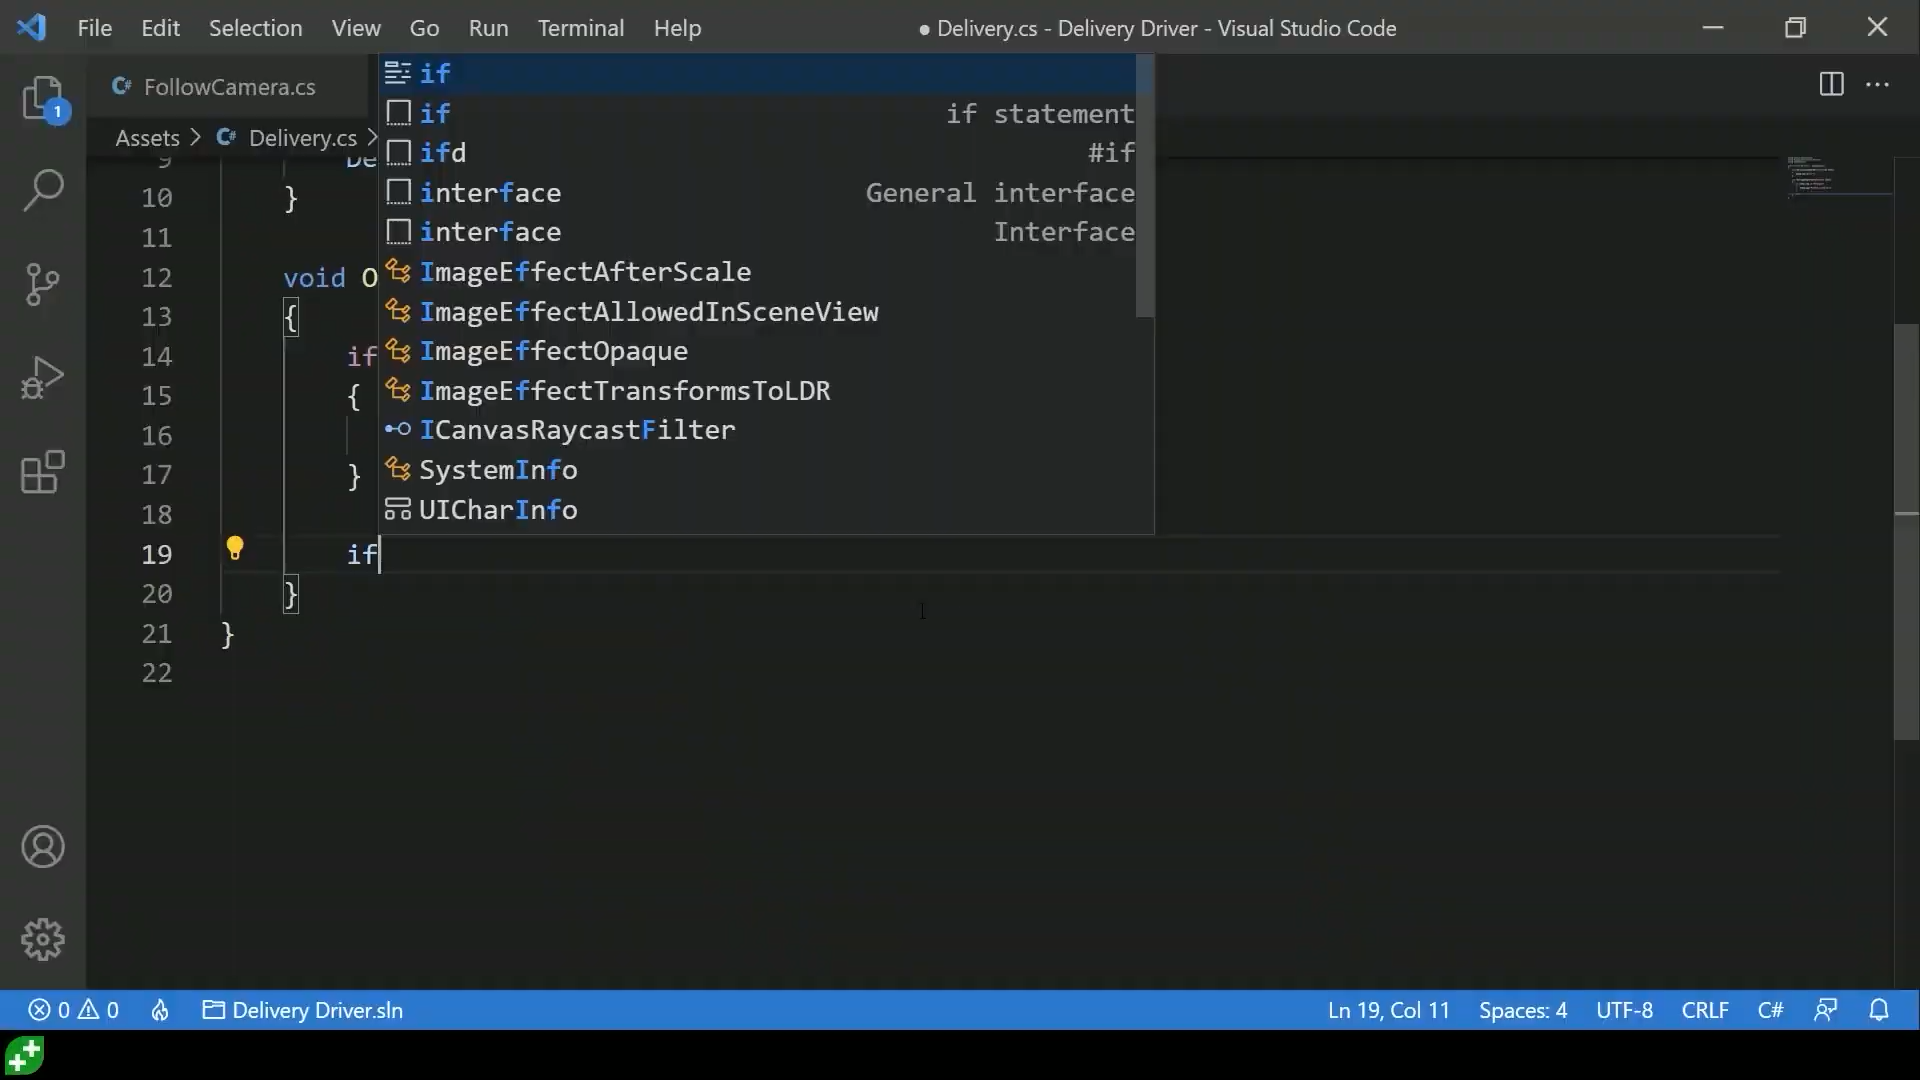 File Edit Selection View Go Run Terminal Help ● Delivery.cs - Delivery Driver - Visual Studio Code
1
C# FollowCamera.cs
Assets > C# Delivery.cs >
if
if if statement
ifd #if
interface General interface
interface Interface
ImageEffectAfterScale
ImageEffectAllowedInSceneView
ImageEffectOpaque
ImageEffectTransformsToLDR
ICanvasRaycastFilter
SystemInfo
UICharInfo
9 De
10 }
11
12 void O
13 {
14 if
15 {
16
17 }
18
19 if
20 }
21 }
22
0 0 Delivery Driver.sln Ln 19, Col 11 Spaces: 4 UTF-8 CRLF C#